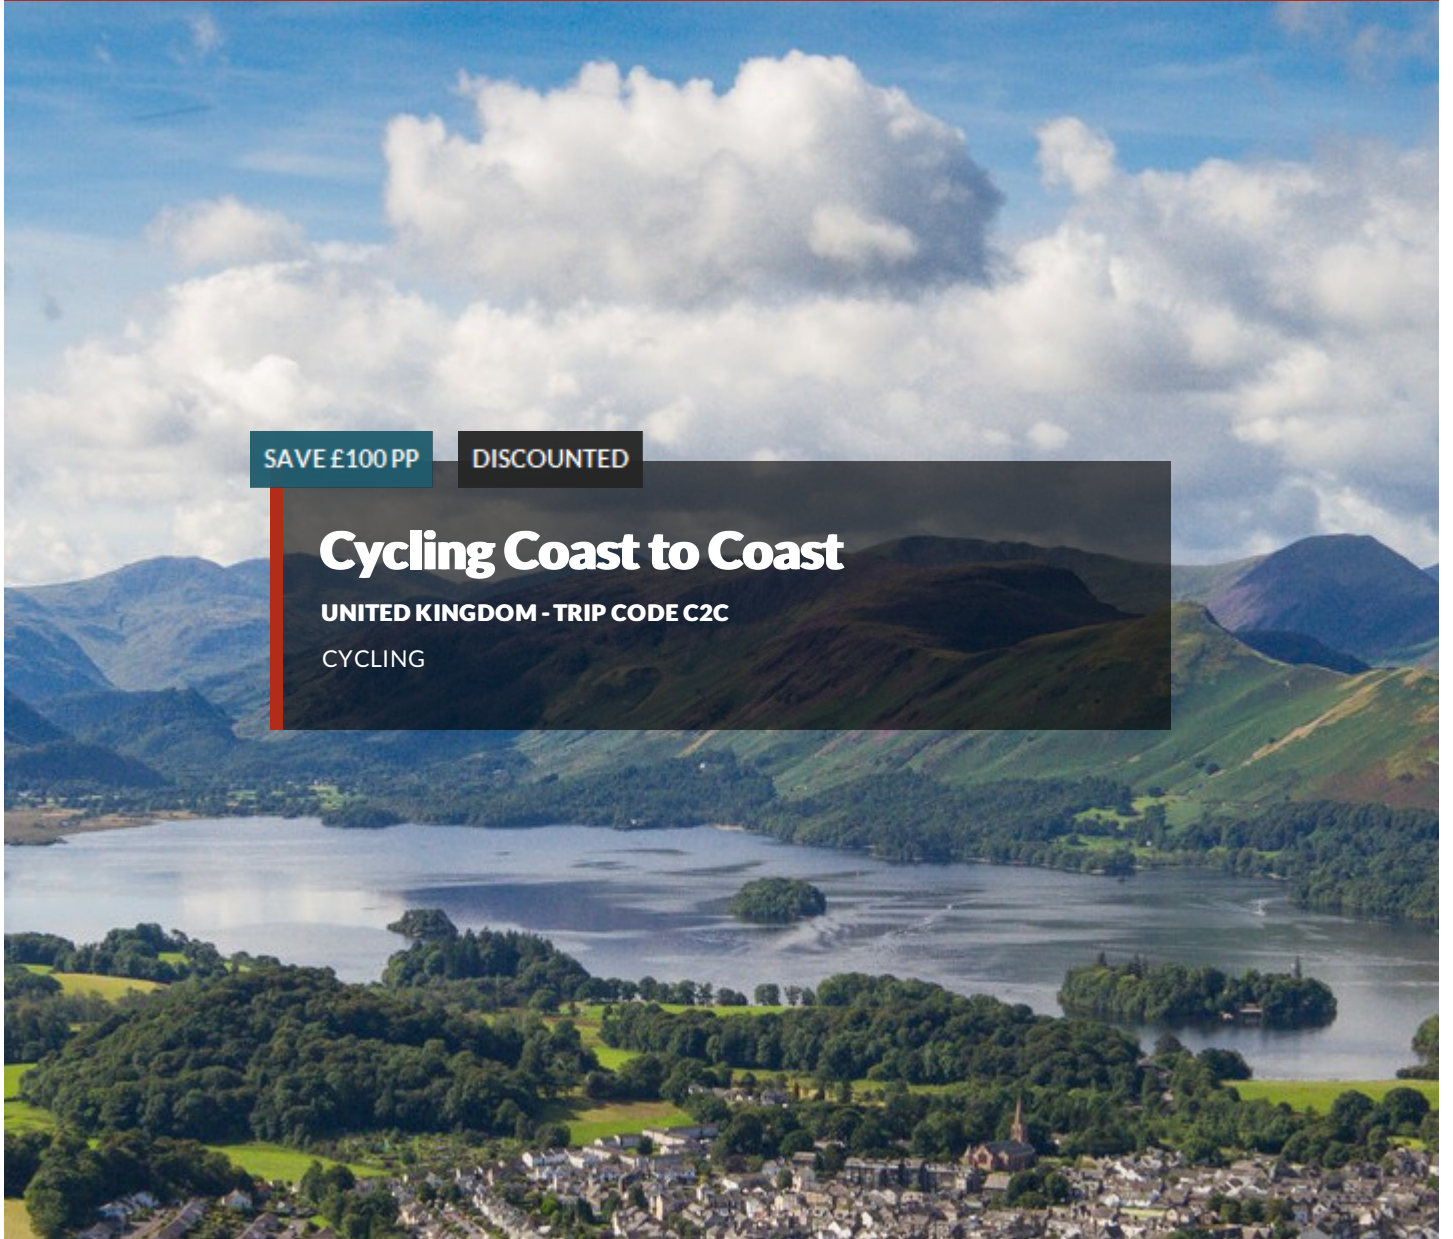 SAVE £100 PP
DISCOUNTED
Cycling Coast to Coast
UNITED KINGDOM - TRIP CODE C2C
CYCLING